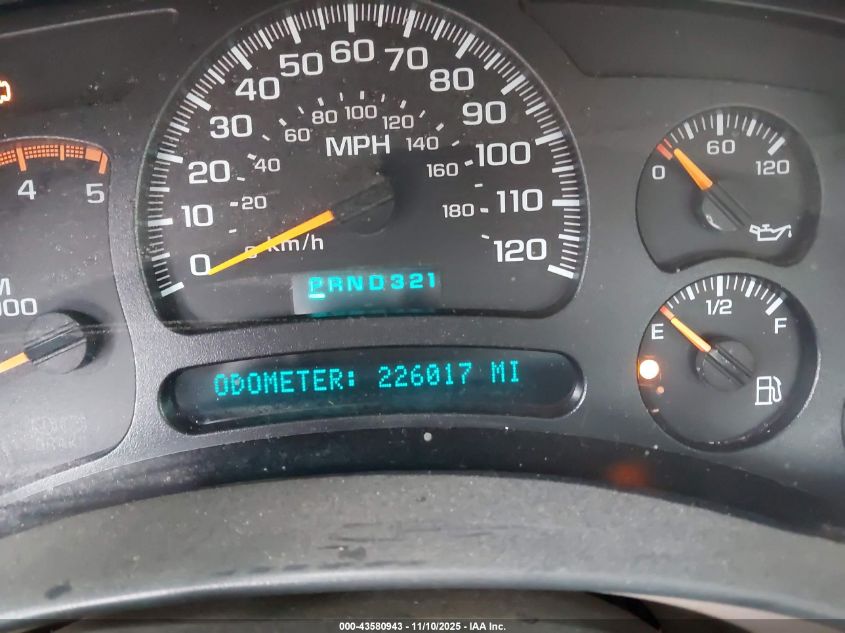 10 20 30 40 50 60 70 80 90 100 110 120
0
20 40 60 80 100 120 140 160 180
MPH
km/h
PRND321
ODOMETER: 226017 MI
4 5
0 60 120
E 1/2 F
000-43580943 - 11/10/2025 - IAA Inc.